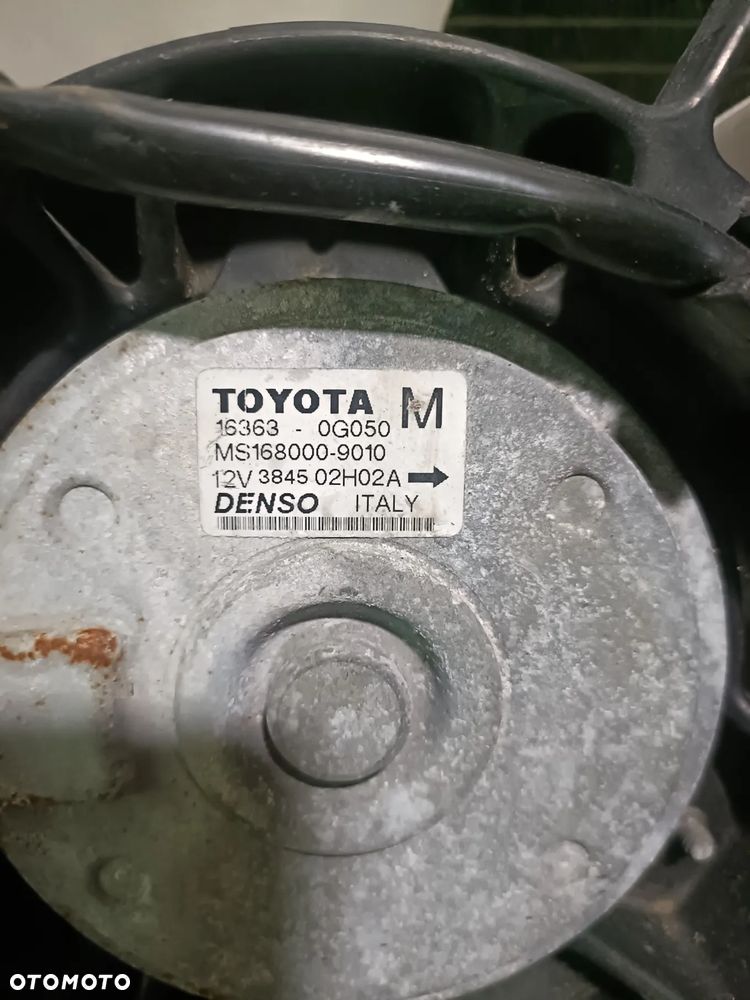 TOYOTA M
16363 - 0G050
MS168000-9010
12V 3845 02H02A
DENSO ITALY
OTOMOTO